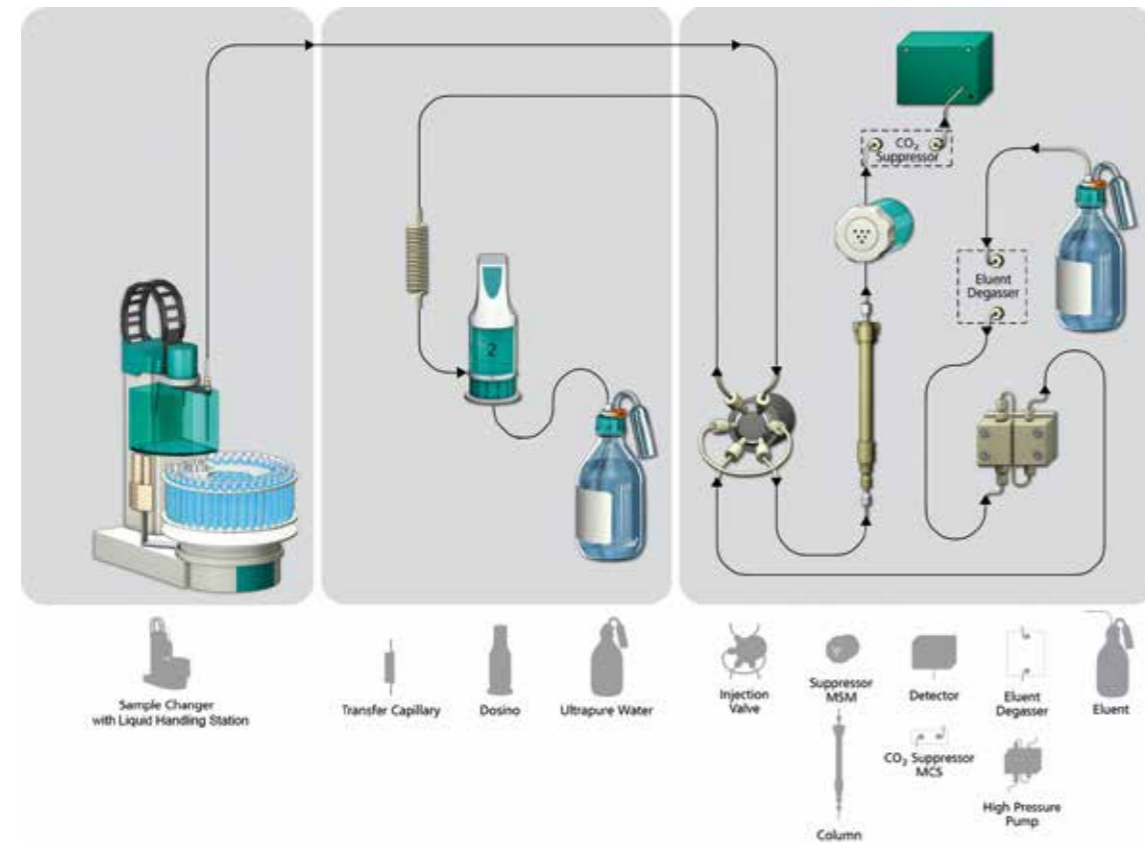 CO₂
Suppressor
Eluent
Degasser
2
Sample Changer
with Liquid Handling Station
Transfer Capillary
Dosino
Ultrapure Water
Injection
Valve
Suppressor
MSM
Column
Detector
CO₂ Suppressor
MCS
Eluent
Degasser
High Pressure
Pump
Eluent